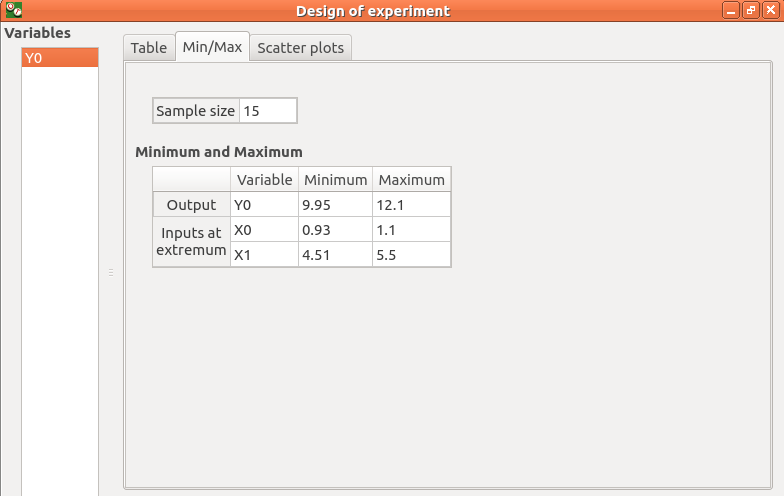 Design of experiment
Variables
Y0
Table Min/Max Scatter plots
Sample size 15
Minimum and Maximum
Variable Minimum Maximum
Output Y0 9.95 12.1
Inputs at extremum X0 0.93 1.1
X1 4.51 5.5